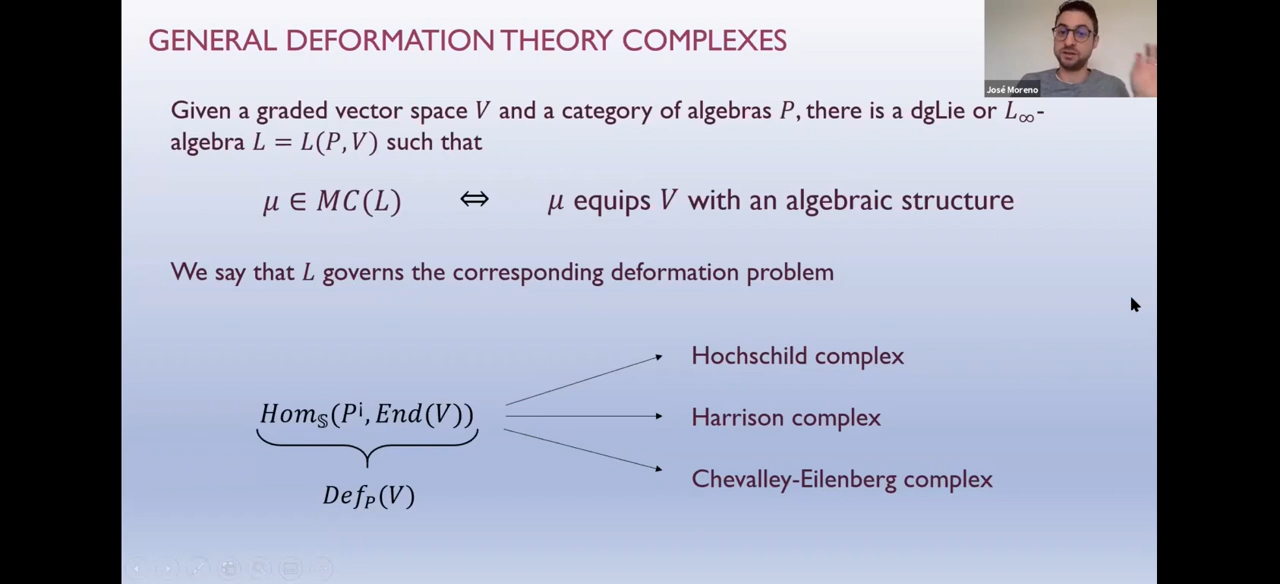 GENERAL DEFORMATION THEORY COMPLEXES
José Moreno
Given a graded vector space V and a category of algebras P, there is a dgLie or L∞-
algebra L = L(P, V) such that
μ ∈ MC(L) ⇔ μ equips V with an algebraic structure
We say that L governs the corresponding deformation problem
Hom𝕊(P¡, End(V))
DefP(V)
Hochschild complex
Harrison complex
Chevalley-Eilenberg complex